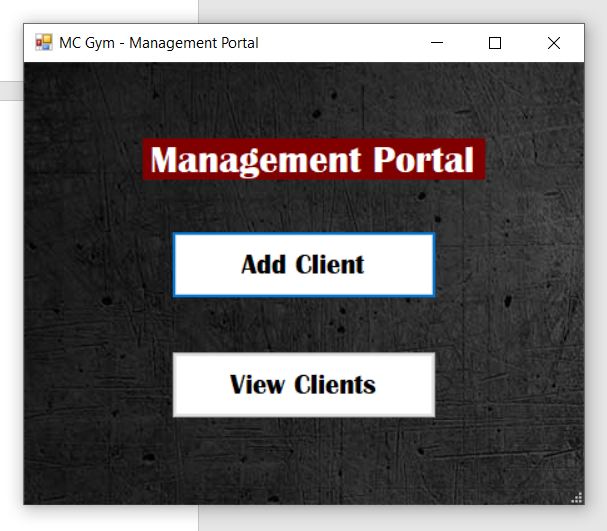 MC Gym - Management Portal
Management Portal
Add Client
View Clients